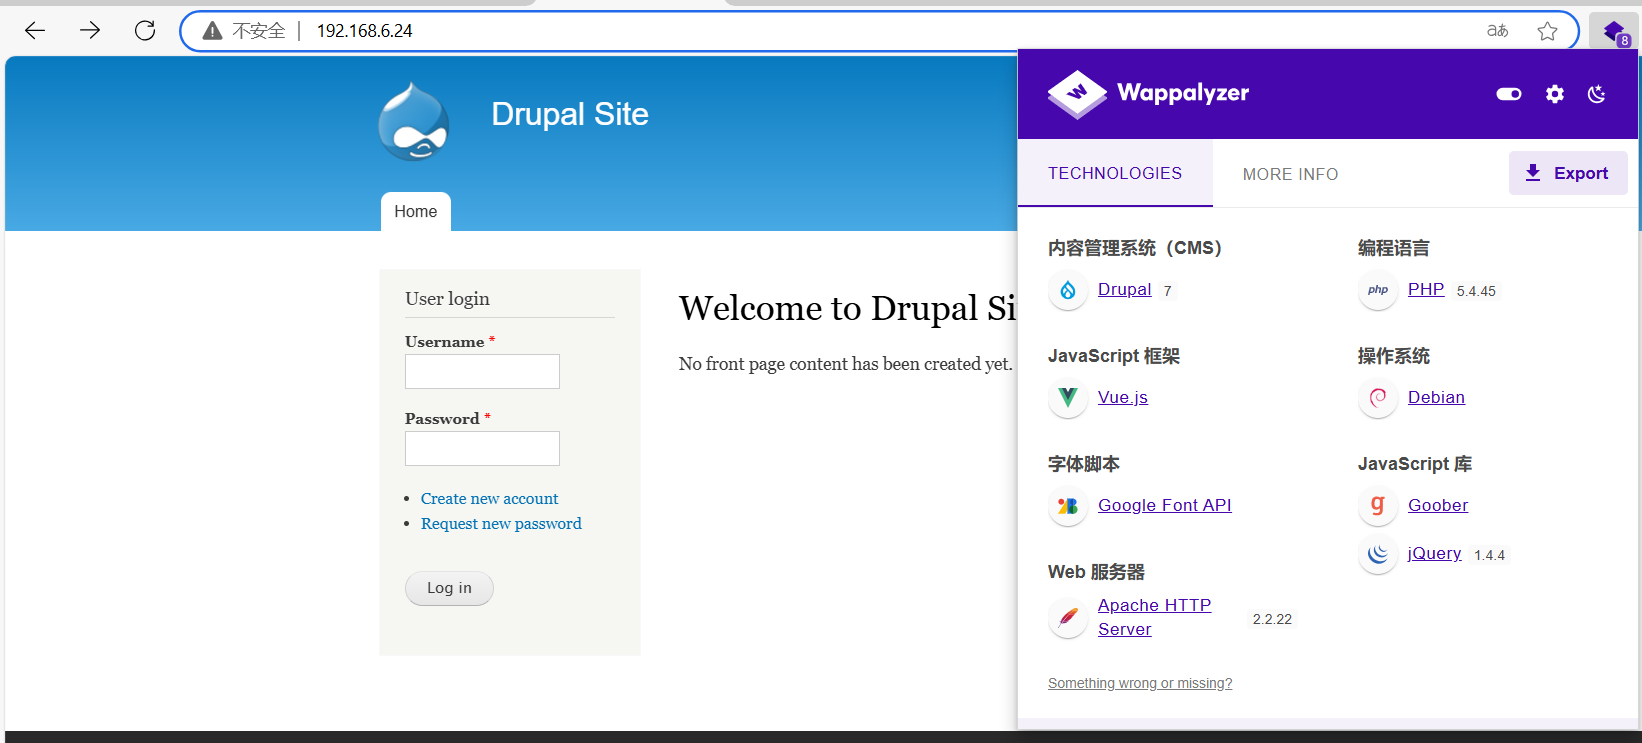 不安全
192.168.6.24
aあ
8
Drupal Site
Home
User login
Username *
Password *
Create new account
Request new password
Log in
Welcome to Drupal Si
No front page content has been created yet.
Wappalyzer
TECHNOLOGIES
MORE INFO
Export
内容管理系统（CMS）
Drupal 7
JavaScript 框架
Vue.js
字体脚本
Google Font API
Web 服务器
Apache HTTP
Server 2.2.22
编程语言
php PHP 5.4.45
操作系统
Debian
JavaScript 库
g Goober
jQuery 1.4.4
Something wrong or missing?